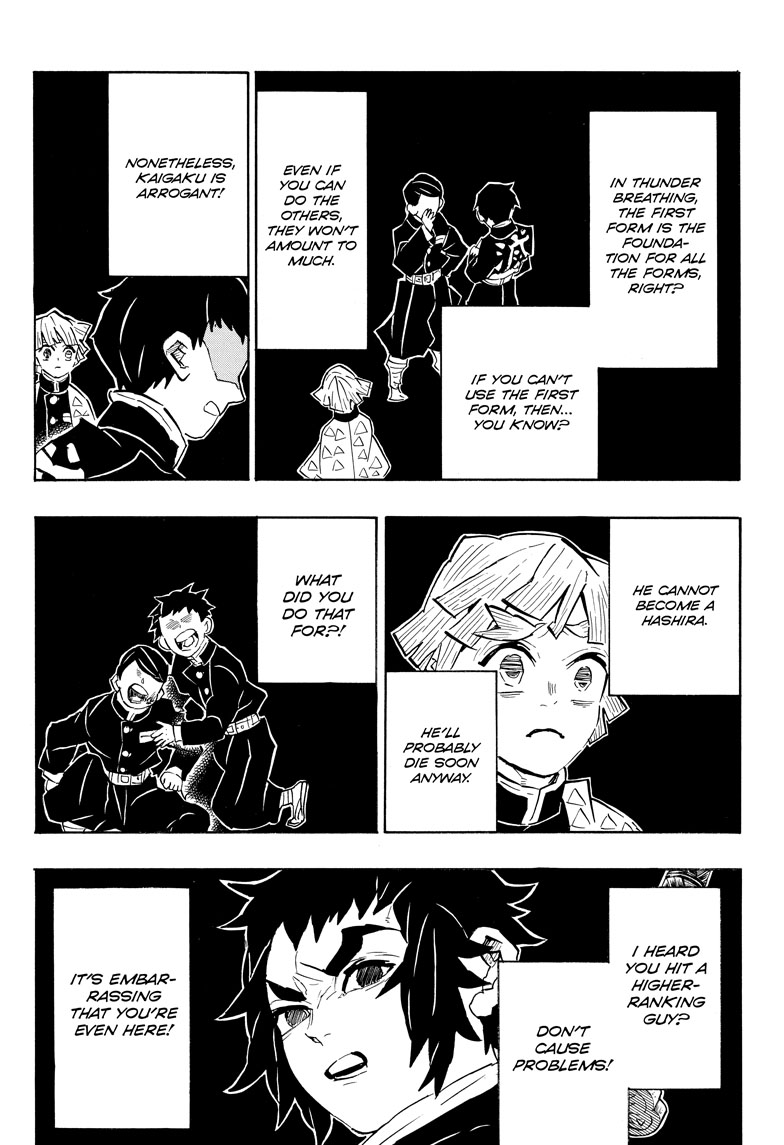 IN THUNDER
BREATHING,
THE FIRST
FORM IS THE
FOUNDA-
TION FOR ALL
THE FORMS,
RIGHT?
IF YOU CAN'T
USE THE FIRST
FORM, THEN...
YOU KNOW?
EVEN IF
YOU CAN
DO THE
OTHERS,
THEY WON'T
AMOUNT TO
MUCH.
滅
NONETHELESS,
KAIGAKU IS
ARROGANT!
HE CANNOT
BECOME A
HASHIRA.
HE'LL
PROBABLY
DIE SOON
ANYWAY.
WHAT
DID YOU
DO THAT
FOR?!
I HEARD
YOU HIT A
HIGHER-
RANKING
GUY?
DON'T
CAUSE
PROBLEMS!
IT'S EMBAR-
RASSING
THAT YOU'RE
EVEN HERE!